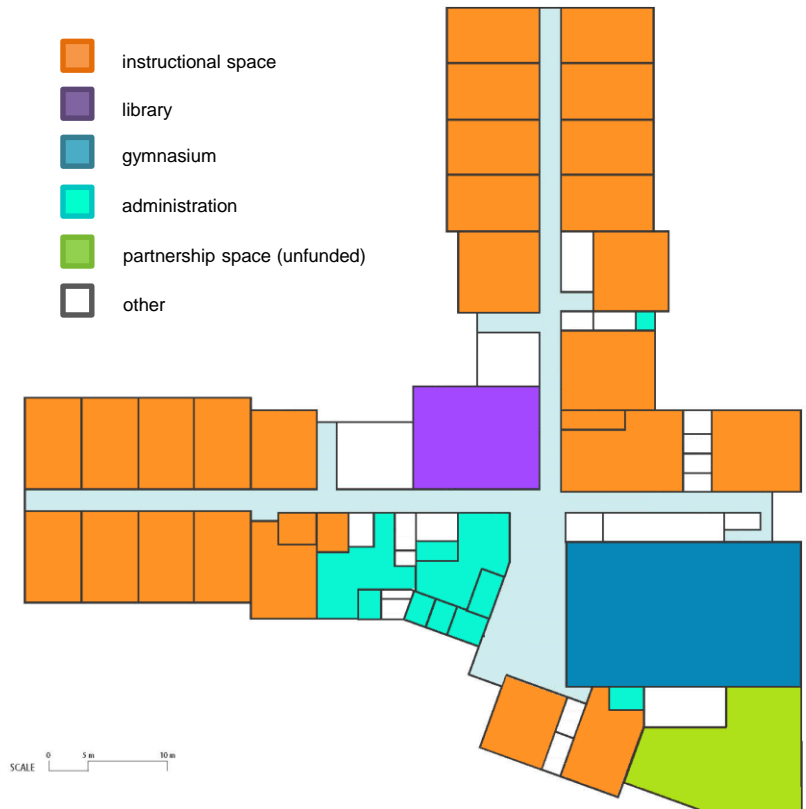 instructional space
library
gymnasium
administration
partnership space (unfunded)
other
SCALE 0 5 m 10 m